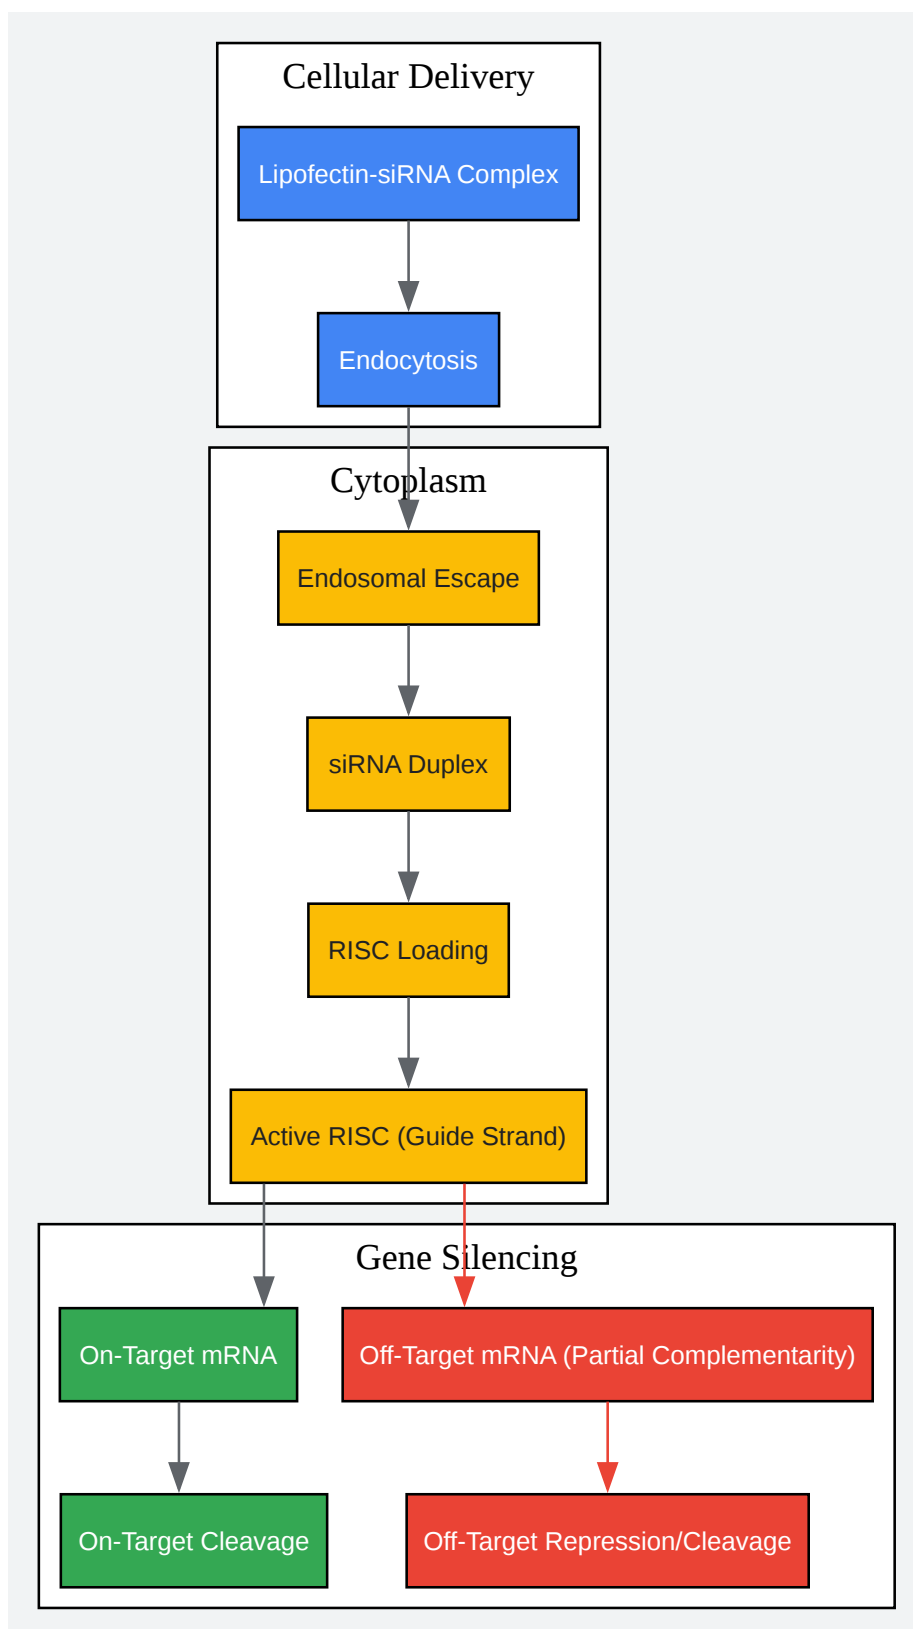 Cellular Delivery
Lipofectin-siRNA Complex
Endocytosis
Cytoplasm
Endosomal Escape
siRNA Duplex
RISC Loading
Active RISC (Guide Strand)
Gene Silencing
On-Target mRNA
Off-Target mRNA (Partial Complementarity)
On-Target Cleavage
Off-Target Repression/Cleavage